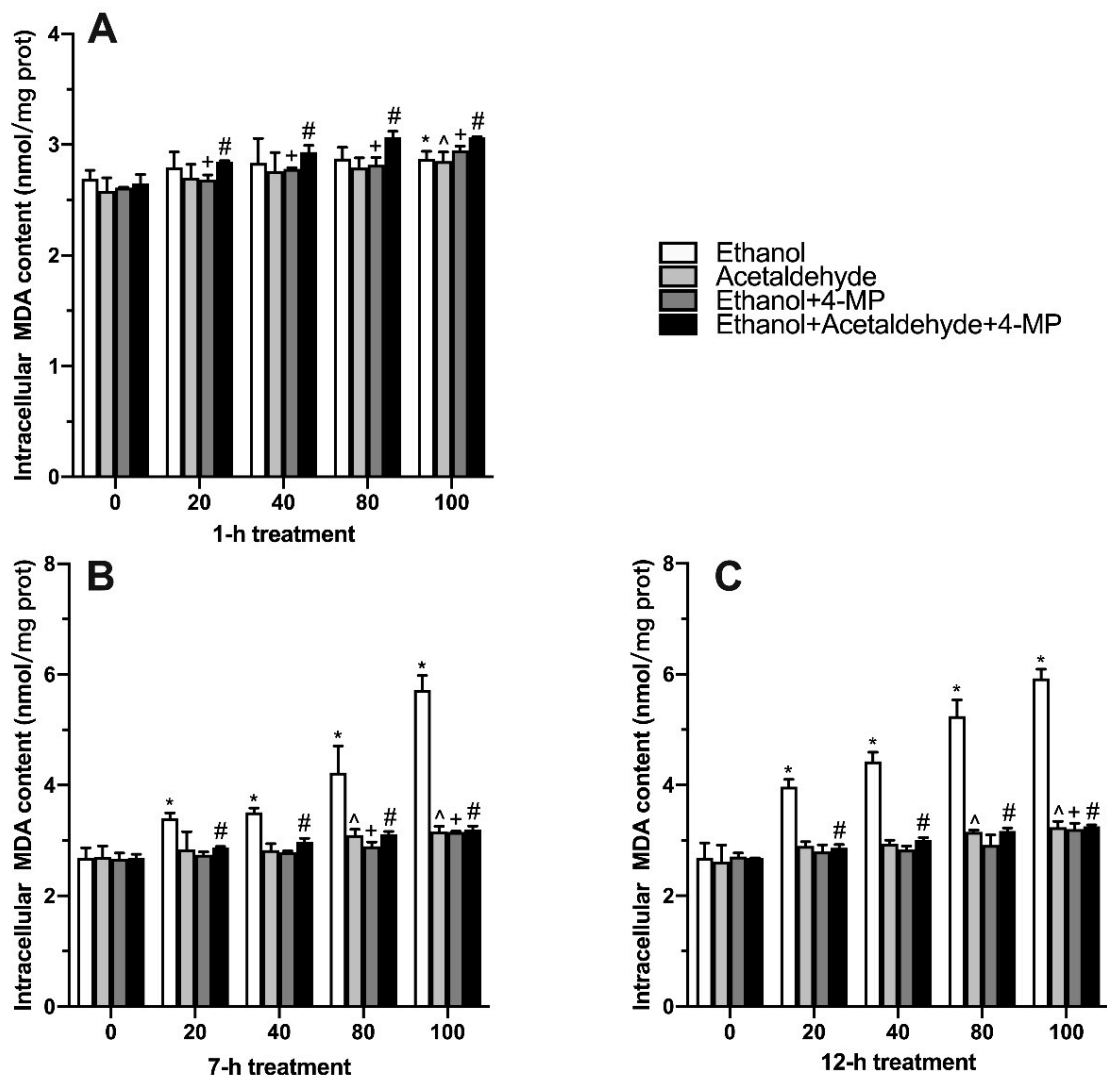 A
Intracellular MDA content (nmol/mg prot)
4
3
2
1
0
# # # #
+ + + * ^ +
0 20 40 80 100
1-h treatment
Ethanol
Acetaldehyde
Ethanol+4-MP
Ethanol+Acetaldehyde+4-MP
B
Intracellular MDA content (nmol/mg prot)
8
6
4
2
0
* * * *
# # ^ + # ^ + #
0 20 40 80 100
7-h treatment
C
Intracellular MDA content (nmol/mg prot)
8
6
4
2
0
* * * *
# # ^ # ^ + #
0 20 40 80 100
12-h treatment